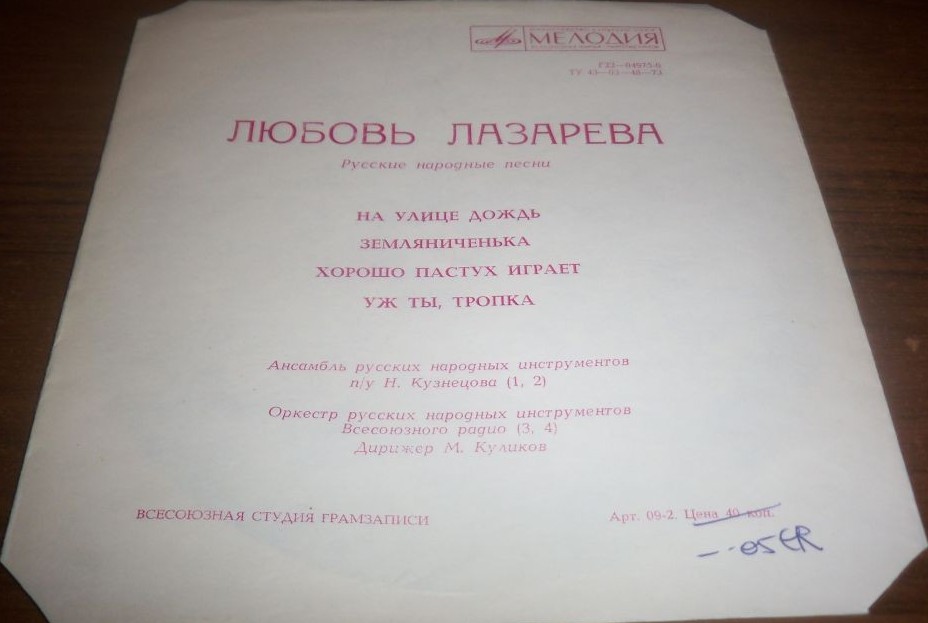 МЕЛОДИЯ
ЛЮБОВЬ ЛАЗАРЕВА
Русские народные песни
НА УЛИЦЕ ДОЖДЬ
ЗЕМЛЯНИЧЕНЬКА
ХОРОШО ПАСТУХ ИГРАЕТ
УЖ ТЫ, ТРОПКА
Ансамбль русских народных инструментов
п/у Н. Кузнецова (1, 2)
Оркестр русских народных инструментов
Всесоюзного радио (3, 4)
Дирижер М. Куликов
ВСЕСОЮЗНАЯ СТУДИЯ ГРАМЗАПИСИ
Арт. 09-2. Цена 40 коп.